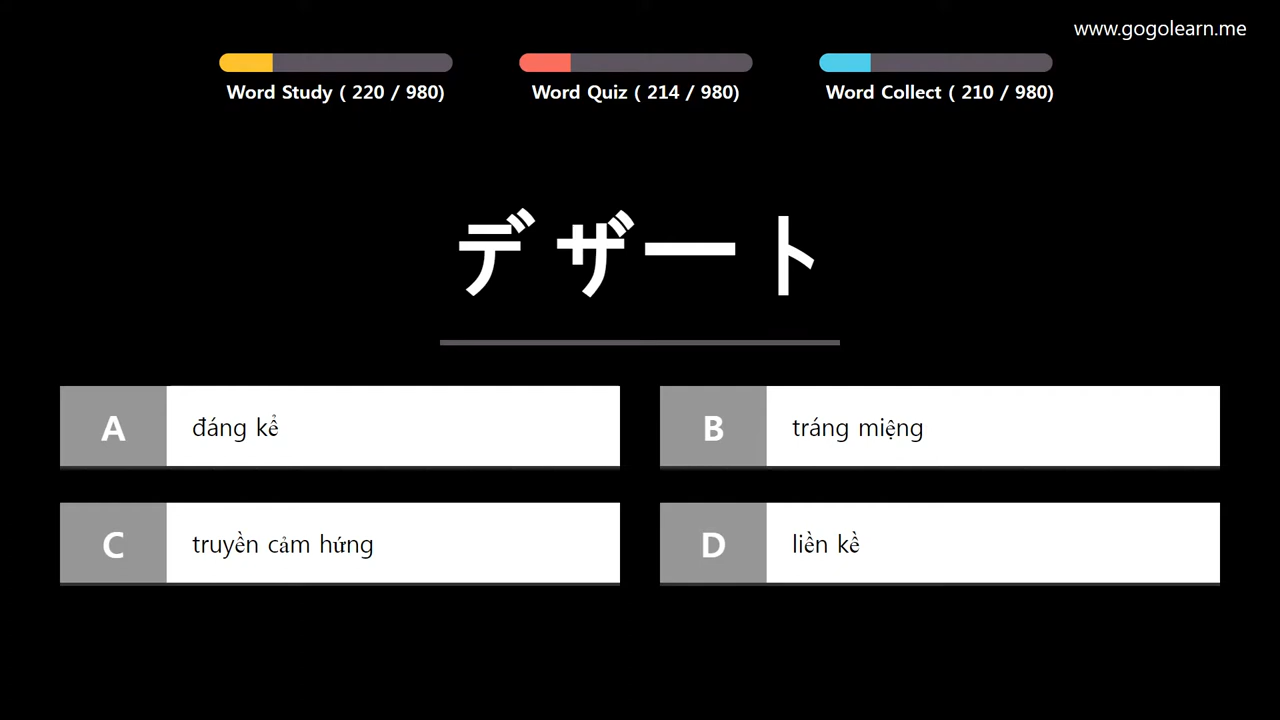 www.gogolearn.me
Word Study ( 220 / 980)
Word Quiz ( 214 / 980)
Word Collect ( 210 / 980)
デザート
A
đáng kể
B
tráng miệng
C
truyền cảm hứng
D
liền kề